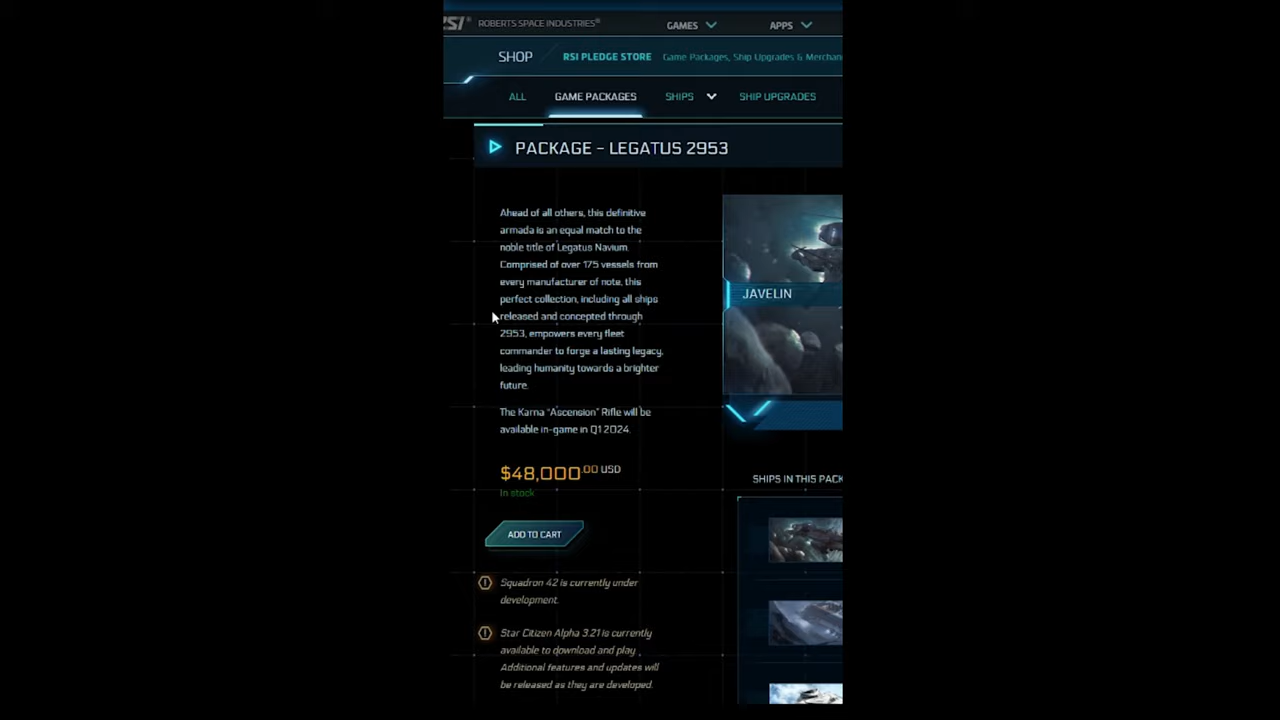 RSI® ROBERTS SPACE INDUSTRIES® GAMES APPS
SHOP RSI PLEDGE STORE Game Packages, Ship Upgrades &
ALL GAME PACKAGES SHIPS SHIP UPGRADES
PACKAGE – LEGATUS 2953
Ahead of all others, this definitive
armada is an equal match to the
noble title of Legatus Navium.
Comprised of over 175 vessels from
every manufacturer of note, this
perfect collection, including all ships
released and concepted through
2953, empowers every fleet
commander to forge a lasting legacy,
leading humanity towards a brighter
future.
JAVELIN
The Karna “Ascension” Rifle will be
available in-game in Q1 2024.
$48,000.00 USD
In stock
ADD TO CART
SHIPS IN THIS PACK
Squadron 42 is currently under
development.
Star Citizen Alpha 3.21 is currently
available to download and play
Additional features and updates will
be released as they are developed.